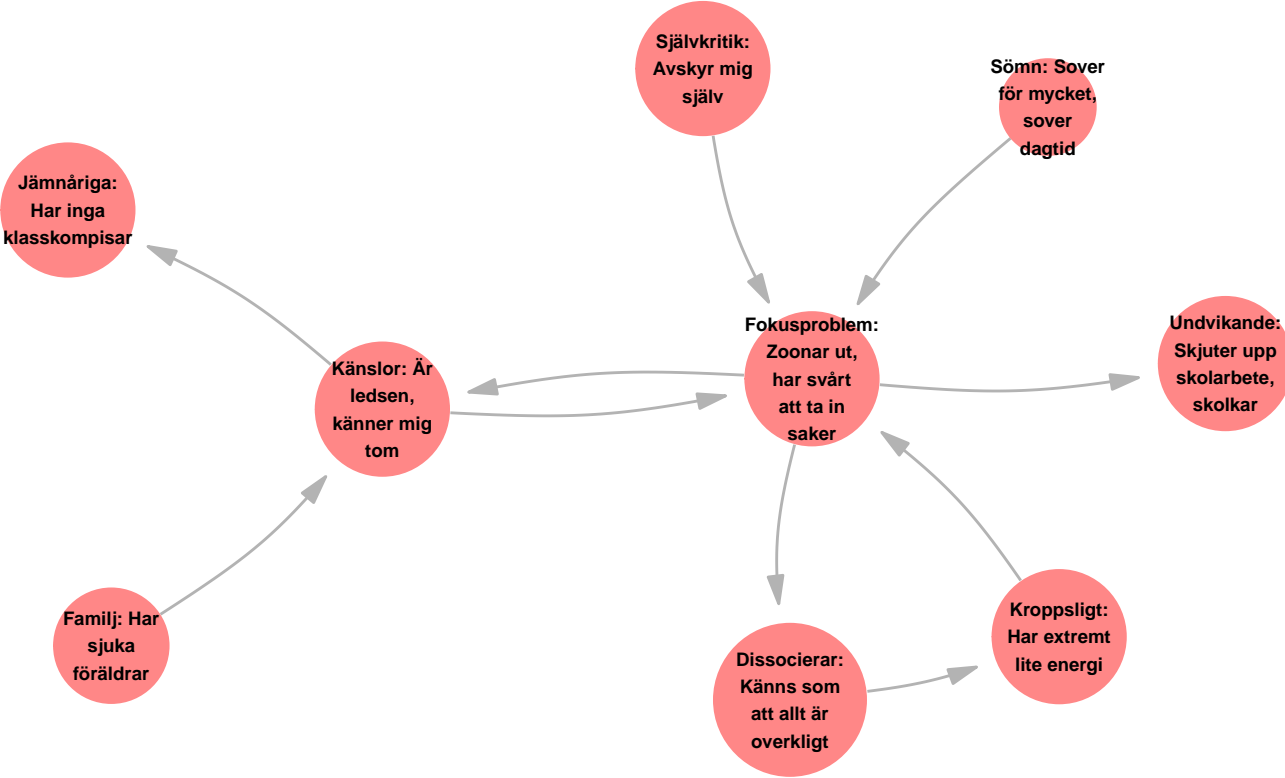 Självkritik:
Avskyr mig
själv
Sömn: Sover
för mycket,
sover
dagtid
Jämnåriga:
Har inga
klasskompisar
Fokusproblem:
Zoonar ut,
har svårt
att ta in
saker
Undvikande:
Skjuter upp
skolarbete,
skolkar
Känslor: Är
ledsen,
känner mig
tom
Familj: Har
sjuka
föräldrar
Dissocierar:
Känns som
att allt är
overkligt
Kroppsligt:
Har extremt
lite energi